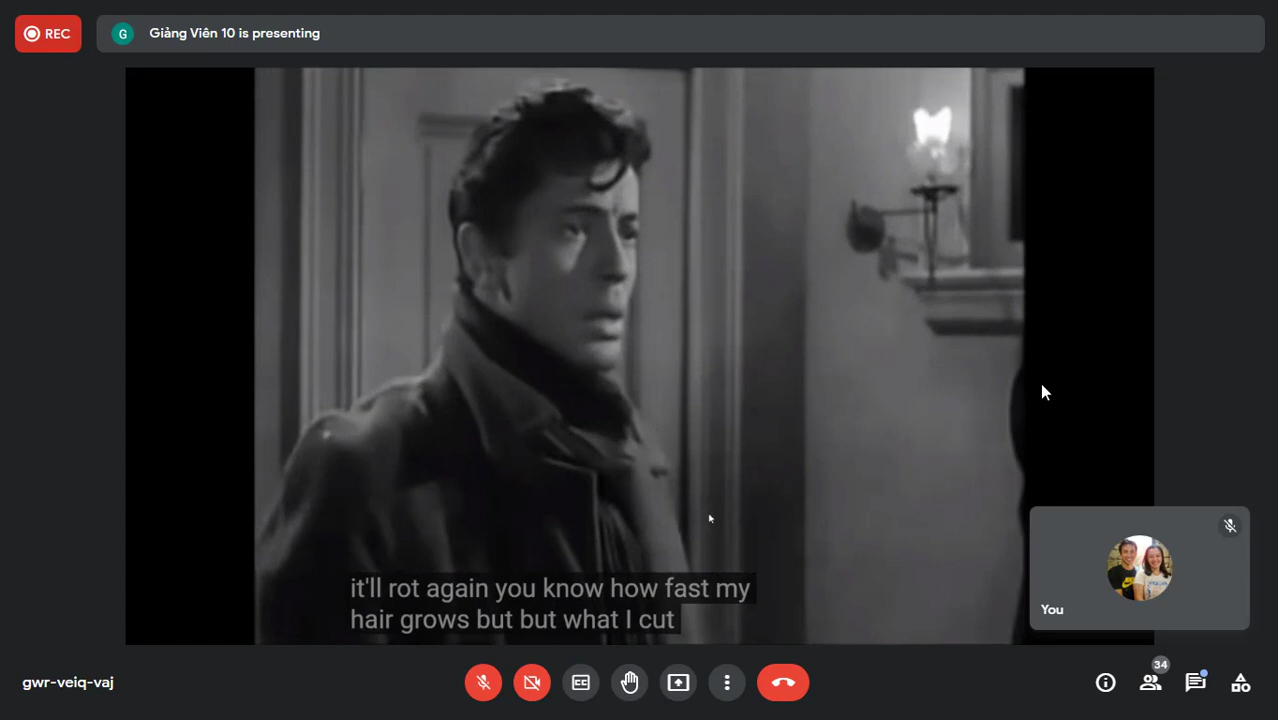 REC
G
Giảng Viên 10 is presenting
it'll rot again you know how fast my
hair grows but but what I cut
You
gwr-veiq-vaj
CC
34